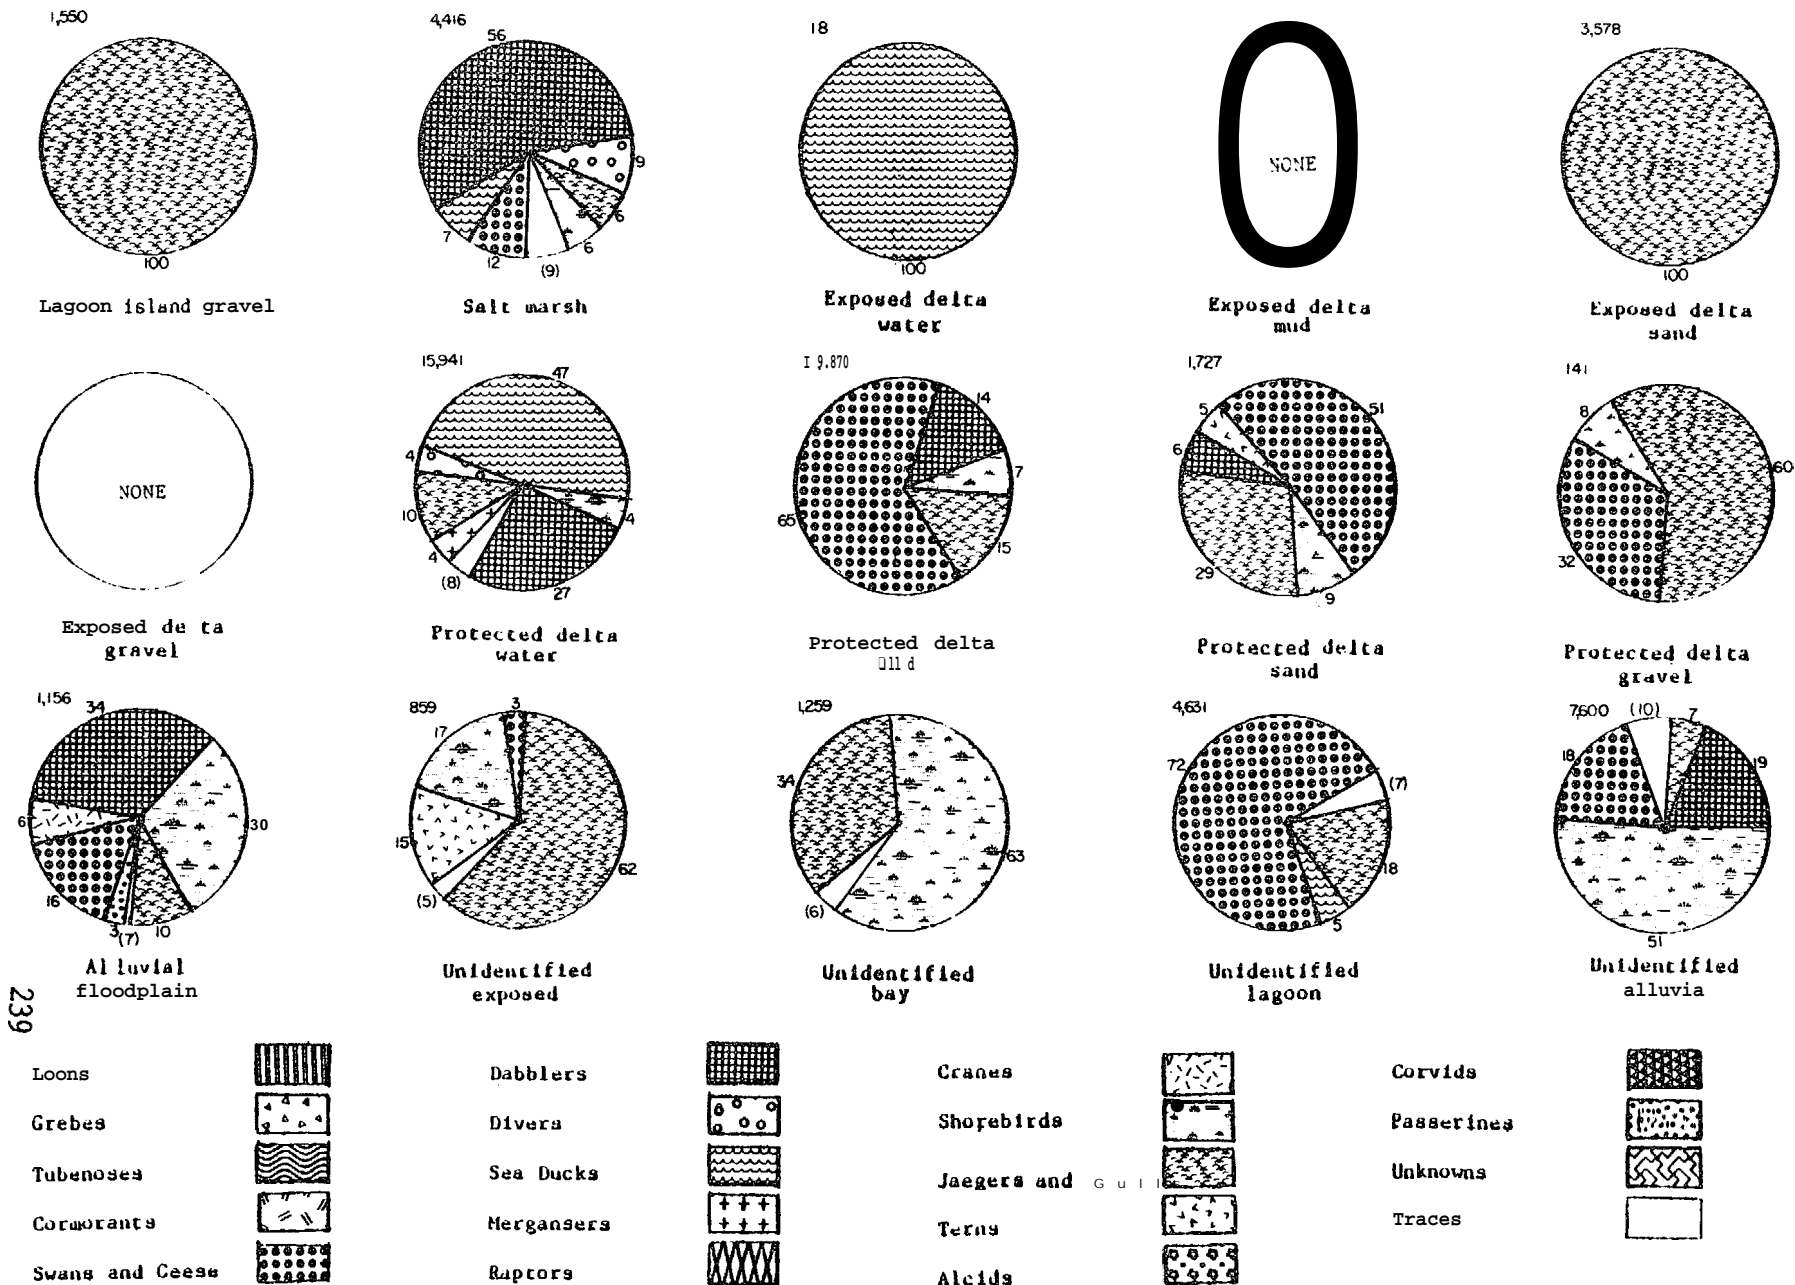 1,550
100
Lagoon island gravel
4,416
56
9
6
6
(9)
12
7
Salt marsh
18
100
Exposed delta
water
NONE
Exposed delta
mud
3,578
100
Exposed delta
sand
NONE
Exposed de ta
gravel
15,941
47
4
27
(8)
4
10
4
Protected delta
water
I 9.870
14
7
15
65
Protected delta
1,727
51
9
29
6
5
Protected delta
sand
141
60
32
8
Protected delta
gravel
1,156
34
30
10
(7)
3
16
6
Alluvial
floodplain
859
3
62
(5)
15
17
Unidentified
exposed
1,259
63
(6)
34
Unidentified
bay
4,631
(7)
18
5
72
Unidentified
lagoon
7,600
(10)
7
19
51
18
Unidentified
alluvia
239
Loons
Grebes
Tubenoses
Cormorants
Swans and Geese
Dabblers
Divers
Sea Ducks
Mergansers
Raptors
Cranes
Shorebirds
Jaegers and Gull
Terns
Alcids
Corvids
Passerines
Unknowns
Traces